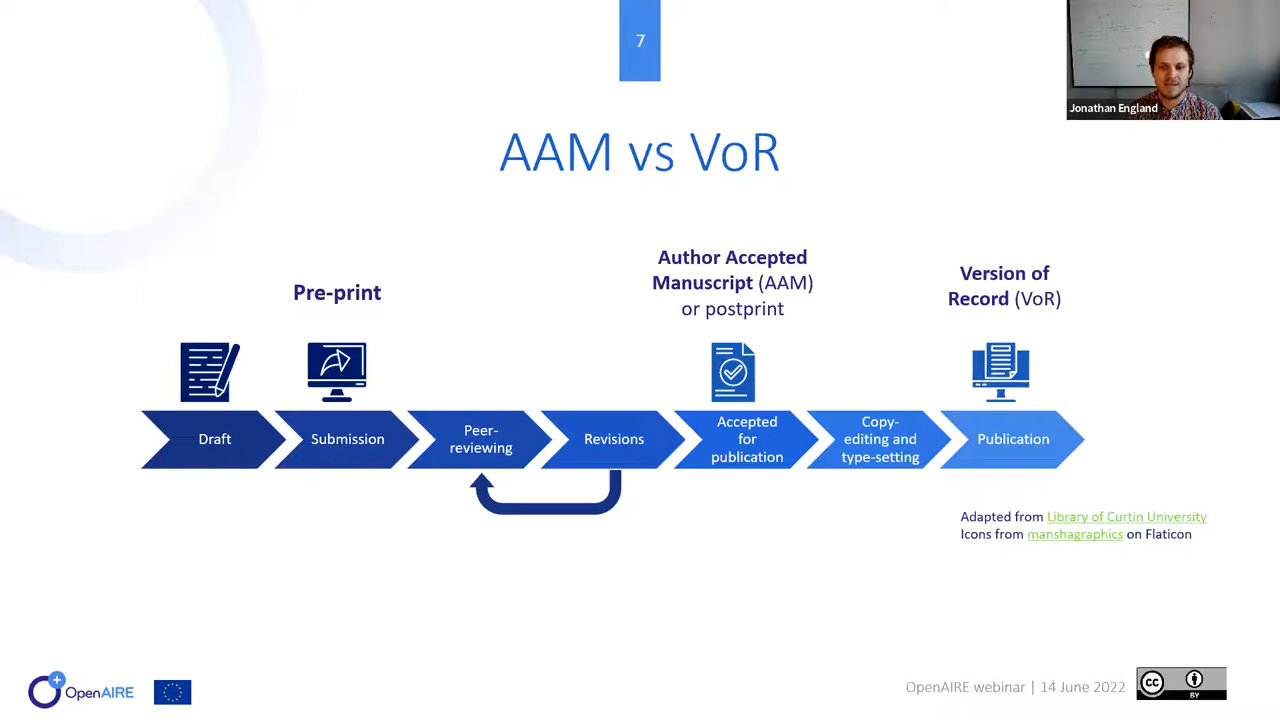 7
Jonathan England
AAM vs VoR
Pre-print
Author Accepted
Manuscript (AAM)
or postprint
Version of
Record (VoR)
Draft
Submission
Peer-
reviewing
Revisions
Accepted
for
publication
Copy-
editing and
type-setting
Publication
Adapted from Library of Curtin University
Icons from manshagraphics on Flaticon
OpenAIRE
OpenAIRE webinar | 14 June 2022
cc
BY